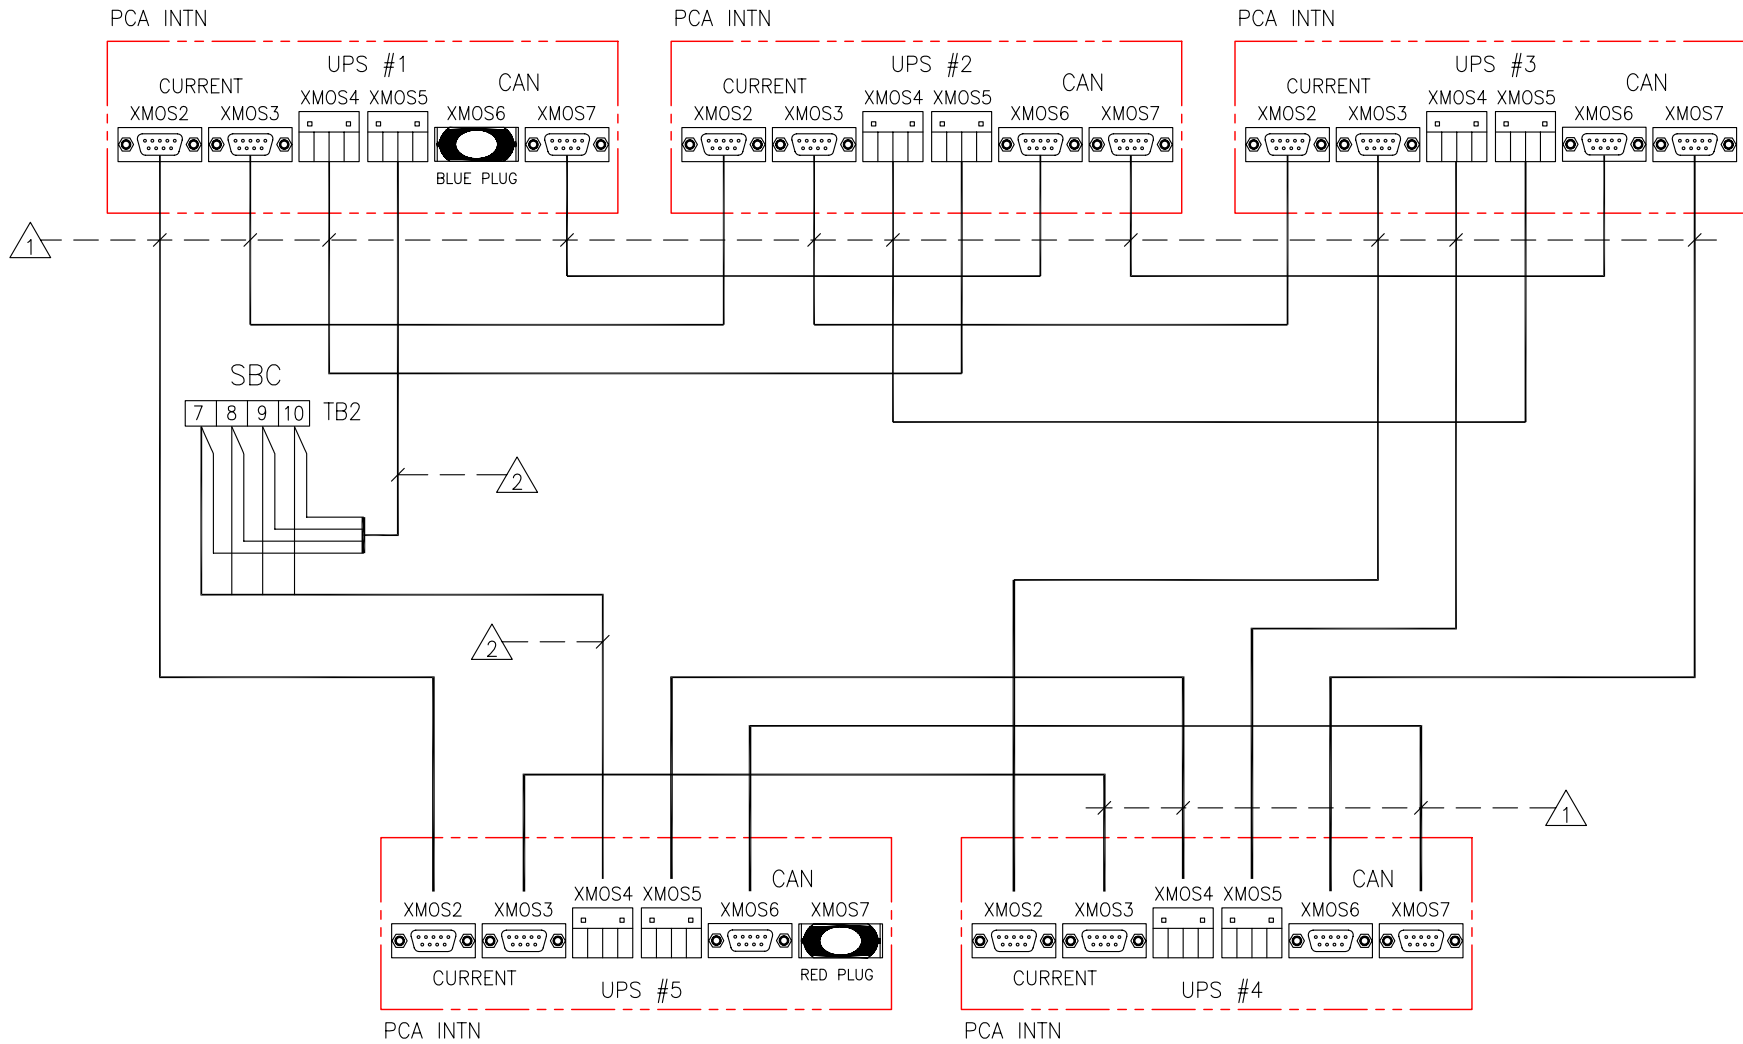 PCA INTN PCA INTN PCA INTN
UPS #1 UPS #2 UPS #3
CURRENT CAN CURRENT CAN CURRENT CAN
XMOS2 XMOS3 XMOS4 XMOS5 XMOS6 XMOS7 XMOS2 XMOS3 XMOS4 XMOS5 XMOS6 XMOS7 XMOS2 XMOS3 XMOS4 XMOS5 XMOS6 XMOS7
BLUE PLUG
1
SBC
7 8 9 10 TB2
2
2
1
CAN CAN
XMOS2 XMOS3 XMOS4 XMOS5 XMOS6 XMOS7 XMOS2 XMOS3 XMOS4 XMOS5 XMOS6 XMOS7
CURRENT RED PLUG CURRENT
UPS #5 UPS #4
PCA INTN PCA INTN